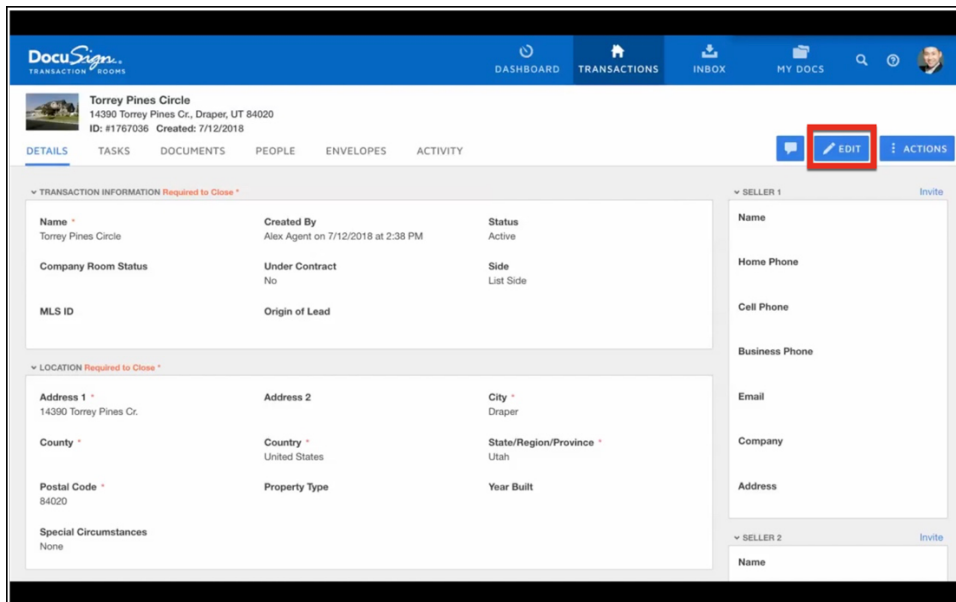 DocuSign
TRANSACTION ROOMS
DASHBOARD TRANSACTIONS INBOX MY DOCS
Torrey Pines Circle
14390 Torrey Pines Cr., Draper, UT 84020
ID: #1767036 Created: 7/12/2018
DETAILS TASKS DOCUMENTS PEOPLE ENVELOPES ACTIVITY
EDIT ACTIONS
TRANSACTION INFORMATION Required to Close *
Name * Created By Status
Torrey Pines Circle Alex Agent on 7/12/2018 at 2:38 PM Active
Company Room Status Under Contract Side
No List Side
MLS ID Origin of Lead
LOCATION Required to Close *
Address 1 * Address 2 City *
14390 Torrey Pines Cr. Draper
County * Country * State/Region/Province *
United States Utah
Postal Code * Property Type Year Built
84020
Special Circumstances
None
SELLER 1 Invite
Name
Home Phone
Cell Phone
Business Phone
Email
Company
Address
SELLER 2 Invite
Name